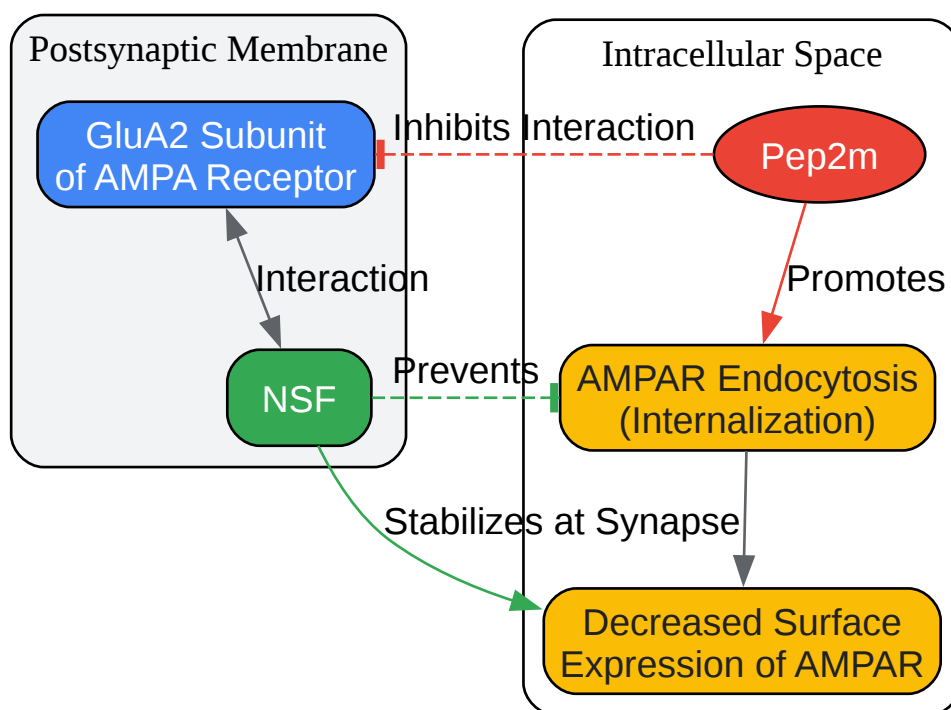 Postsynaptic Membrane
Intracellular Space
GluA2 Subunit
of AMPA Receptor
Inhibits Interaction
Pep2m
Interaction
Promotes
NSF
Prevents
AMPAR Endocytosis
(Internalization)
Stabilizes at Synapse
Decreased Surface
Expression of AMPAR